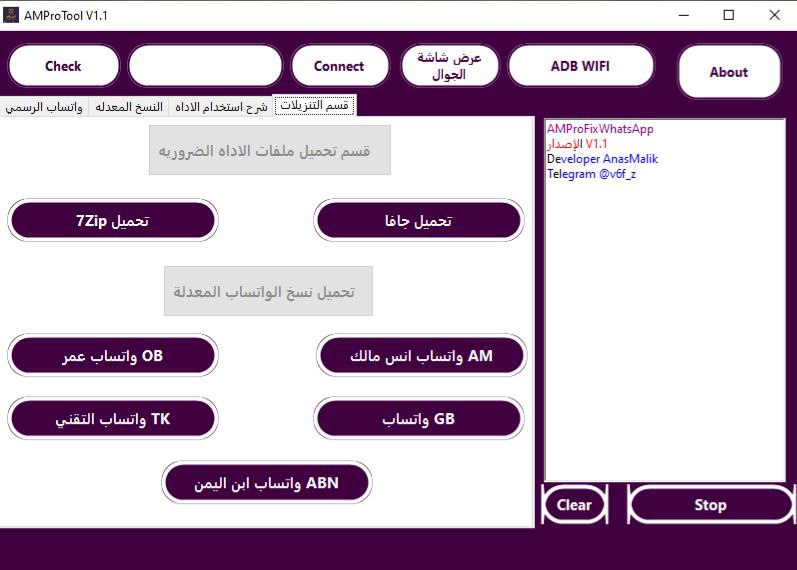 AMProTool V1.1
Check
Connect
عرض شاشة
الجوال
ADB WIFI
About
واتساب الرسمي
النسخ المعدله
شرح استخدام الاداه
قسم التنزيلات
قسم تحميل ملفات الاداه الضروريه
تحميل 7Zip
تحميل جافا
تحميل نسخ الواتساب المعدلة
OB واتساب عمر
AM واتساب انس مالك
TK واتساب التقني
GB واتساب
ABN واتساب ابن اليمن
AMProFixWhatsApp
الإصدار V1.1
Developer AnasMalik
Telegram @v6f_z
Clear
Stop